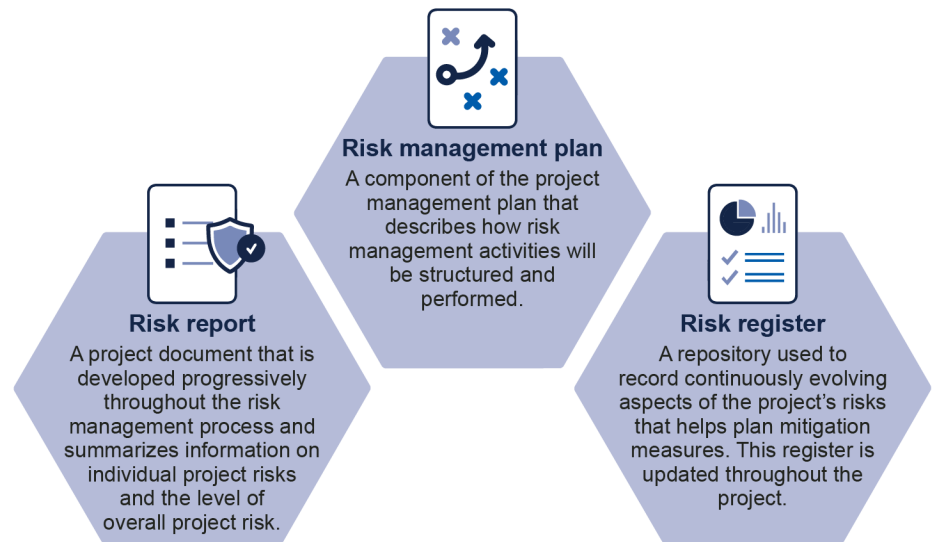 Risk management plan
A component of the project
management plan that
describes how risk
management activities will
be structured and
performed.
Risk report
A project document that is
developed progressively
throughout the risk
management process and
summarizes information on
individual project risks
and the level of
overall project risk.
Risk register
A repository used to
record continuously evolving
aspects of the project's risks
that helps plan mitigation
measures. This register is
updated throughout the
project.